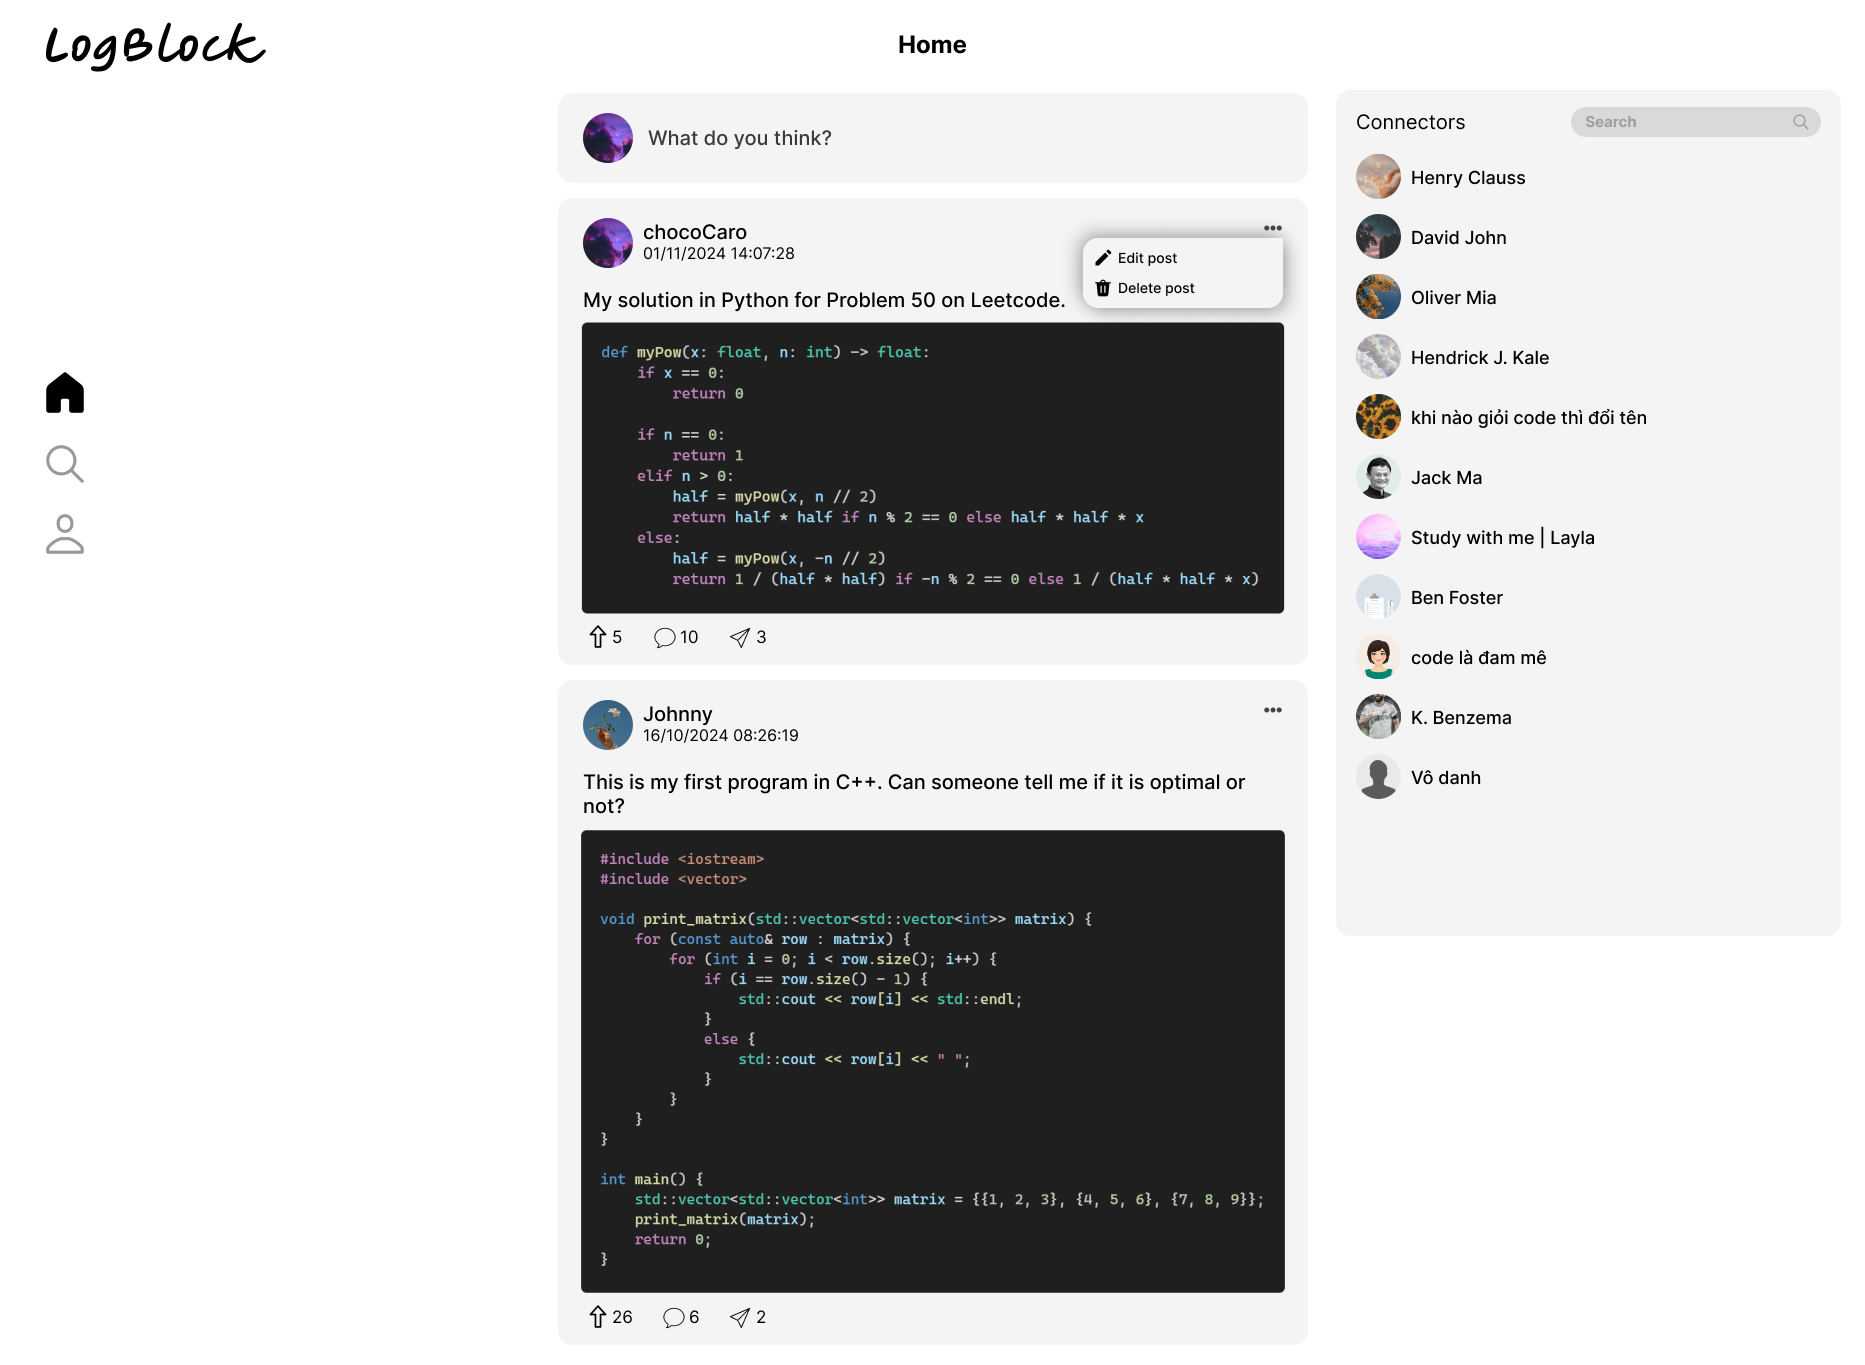 LogBlock
Home
What do you think?
chocoCaro
01/11/2024 14:07:28
Edit post
Delete post
My solution in Python for Problem 50 on Leetcode.
def myPow(x: float, n: int) -> float:
    if x == 0:
        return 0
    if n == 0:
        return 1
    elif n > 0:
        half = myPow(x, n // 2)
        return half * half if n % 2 == 0 else half * half * x
    else:
        half = myPow(x, -n // 2)
        return 1 / (half * half) if -n % 2 == 0 else 1 / (half * half * x)
5 10 3
Johnny
16/10/2024 08:26:19
This is my first program in C++. Can someone tell me if it is optimal or
not?
#include <iostream>
#include <vector>
void print_matrix(std::vector<std::vector<int>> matrix) {
    for (const auto& row : matrix) {
        for (int i = 0; i < row.size(); i++) {
            if (i == row.size() - 1) {
                std::cout << row[i] << std::endl;
            }
            else {
                std::cout << row[i] << " ";
            }
        }
    }
}
int main() {
    std::vector<std::vector<int>> matrix = {{1, 2, 3}, {4, 5, 6}, {7, 8, 9}};
    print_matrix(matrix);
    return 0;
}
26 6 2
Connectors
Search
Henry Clauss
David John
Oliver Mia
Hendrick J. Kale
khi nào giỏi code thì đổi tên
Jack Ma
Study with me | Layla
Ben Foster
code là đam mê
K. Benzema
Vô danh